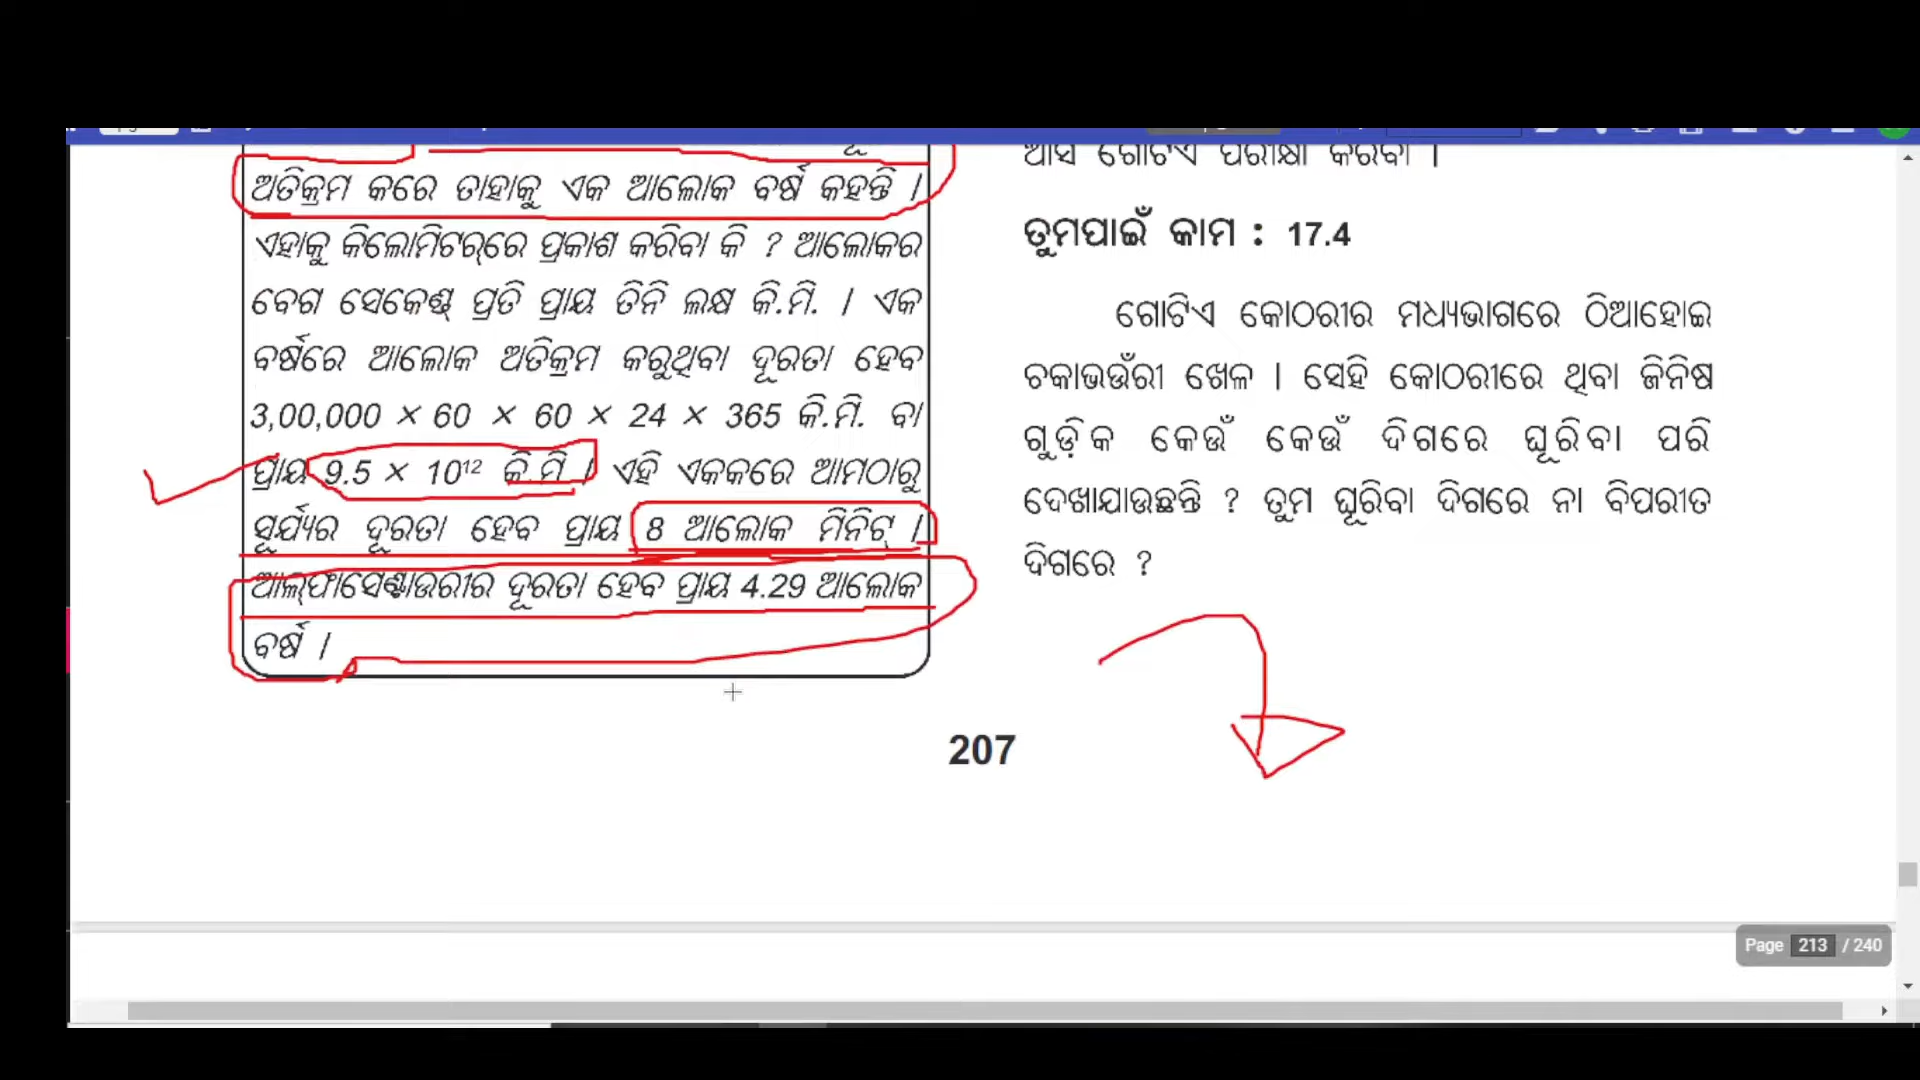 ଅତିକ୍ରମ କରେ ତାହାକୁ ଏକ ଆଲୋକ ବର୍ଷ କହନ୍ତି ।
ଏହାକୁ କିଲୋମିଟର୍‌ରେ ପ୍ରକାଶ କରିବା କି ? ଆଲୋକର
ବେଗ ସେକେଣ୍ଡ୍ ପ୍ରତି ପ୍ରାୟ ତିନି ଲକ୍ଷ କି.ମି. । ଏକ
ବର୍ଷରେ ଆଲୋକ ଅତିକ୍ରମ କରୁଥିବା ଦୂରତା ହେବ
3,00,000 × 60 × 60 × 24 × 365 କି.ମି. ବା
ପ୍ରାୟ 9.5 × 10¹² କି.ମି । ଏହି ଏକକରେ ଆମଠାରୁ
ସୂର୍ଯ୍ୟର ଦୂରତା ହେବ ପ୍ରାୟ 8 ଆଲୋକ ମିନିଟ୍ ।
ଆଲ୍‌ଫାସେଣ୍ଟାଉରୀର ଦୂରତା ହେବ ପ୍ରାୟ 4.29 ଆଲୋକ
ବର୍ଷ ।
ଆସ ଗୋଟିଏ ପରୀକ୍ଷା କରିବା ।
ତୁମପାଇଁ କାମ : 17.4
ଗୋଟିଏ କୋଠରୀର ମଧ୍ୟଭାଗରେ ଠିଆହୋଇ
ଚକାଭଉଁରୀ ଖେଳ । ସେହି କୋଠରୀରେ ଥିବା ଜିନିଷ
ଗୁଡ଼ିକ କେଉଁ କେଉଁ ଦିଗରେ ଘୂରିବା ପରି
ଦେଖାଯାଉଛନ୍ତି ? ତୁମ ଘୂରିବା ଦିଗରେ ନା ବିପରୀତ
ଦିଗରେ ?
207
Page 213 / 240